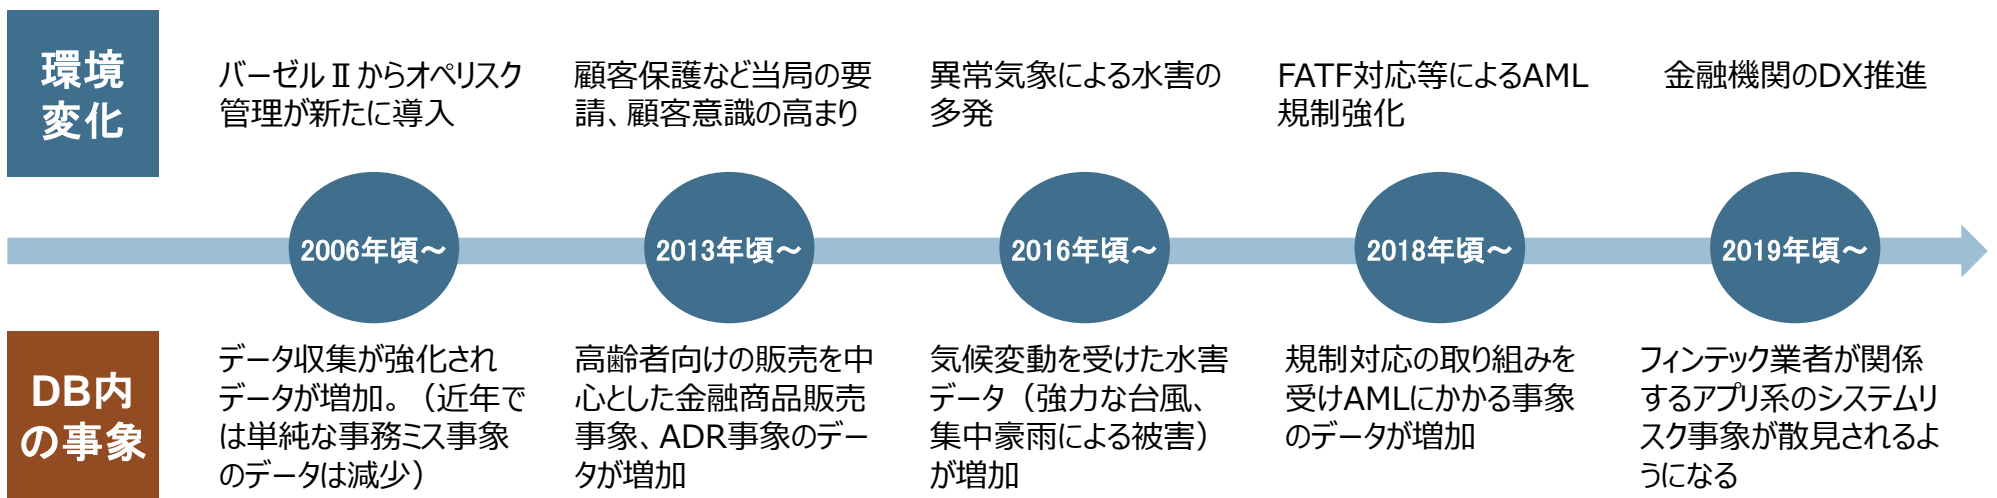 環境
変化
バーゼルⅡからオペリスク
管理が新たに導入
顧客保護など当局の要
請、顧客意識の高まり
異常気象による水害の
多発
FATF対応等によるAML
規制強化
金融機関のDX推進
2006年頃～
2013年頃～
2016年頃～
2018年頃～
2019年頃～
DB内
の事象
データ収集が強化され
データが増加。（近年で
は単純な事務ミス事象
のデータは減少）
高齢者向けの販売を中
心とした金融商品販売
事象、ADR事象のデー
タが増加
気候変動を受けた水害
データ（強力な台風、
集中豪雨による被害）
が増加
規制対応の取り組みを
受けAMLにかかる事象
のデータが増加
フィンテック業者が関係
するアプリ系のシステムリ
スク事象が散見されるよ
うになる